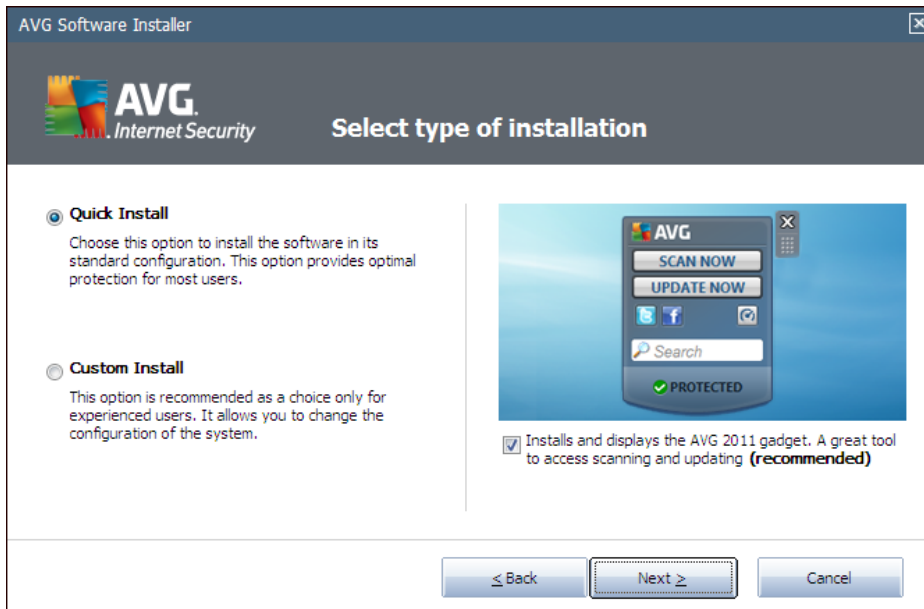 AVG Software Installer
AVG.
Internet Security
Select type of installation
Quick Install
Choose this option to install the software in its
standard configuration. This option provides optimal
protection for most users.
Custom Install
This option is recommended as a choice only for
experienced users. It allows you to change the
configuration of the system.
AVG
SCAN NOW
UPDATE NOW
Search
PROTECTED
Installs and displays the AVG 2011 gadget. A great tool
to access scanning and updating (recommended)
< Back
Next >
Cancel